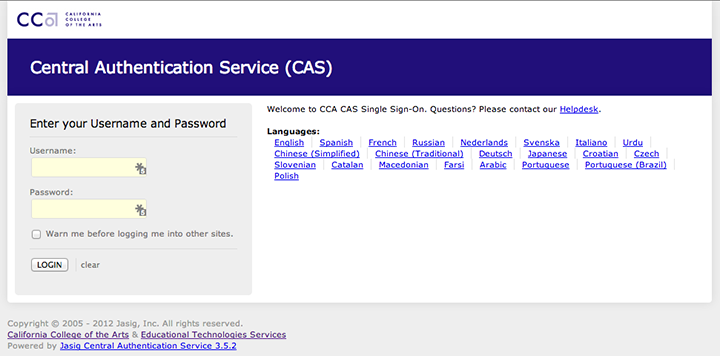 CCa CALIFORNIA
COLLEGE
OF THE ARTS
Central Authentication Service (CAS)
Enter your Username and Password
Username:
Password:
Warn me before logging me into other sites.
LOGIN clear
Welcome to CCA CAS Single Sign-On. Questions? Please contact our Helpdesk.
Languages:
English Spanish French Russian Nederlands Svenska Italiano Urdu
Chinese (Simplified) Chinese (Traditional) Deutsch Japanese Croatian Czech
Slovenian Catalan Macedonian Farsi Arabic Portuguese Portuguese (Brazil)
Polish
Copyright © 2005 - 2012 Jasig, Inc. All rights reserved.
California College of the Arts & Educational Technologies Services
Powered by Jasig Central Authentication Service 3.5.2